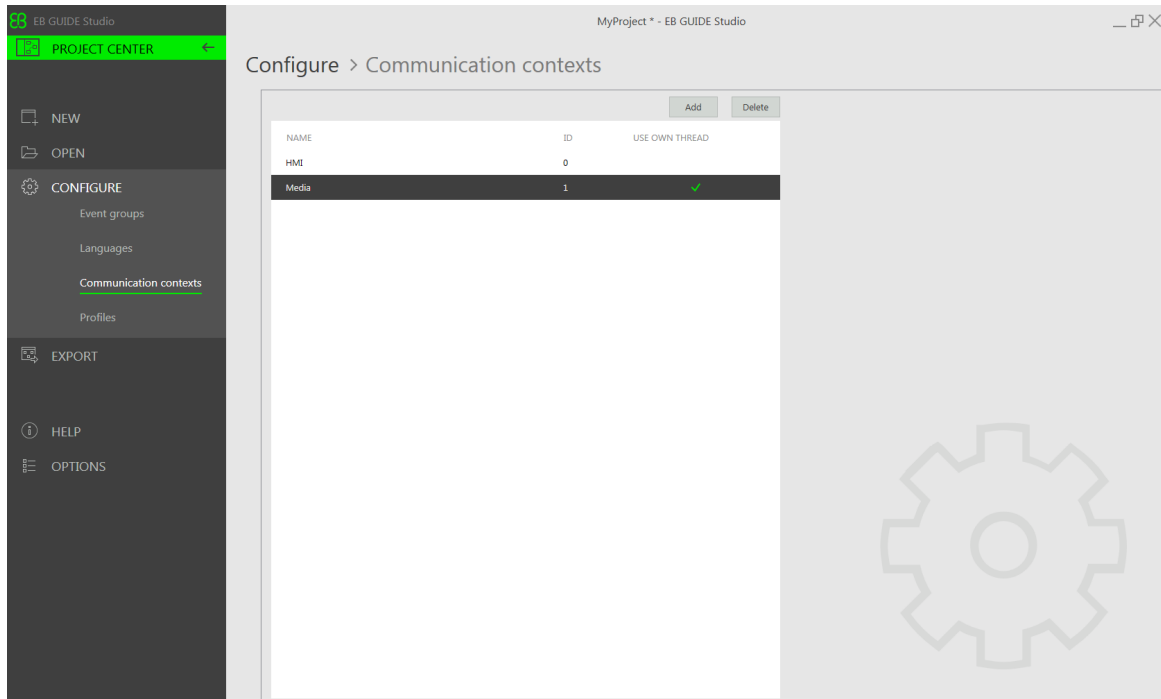 EB EB GUIDE Studio
MyProject * - EB GUIDE Studio
PROJECT CENTER
Configure > Communication contexts
NEW
OPEN
CONFIGURE
Event groups
Languages
Communication contexts
Profiles
EXPORT
HELP
OPTIONS
Add Delete
NAME ID USE OWN THREAD
HMI 0
Media 1